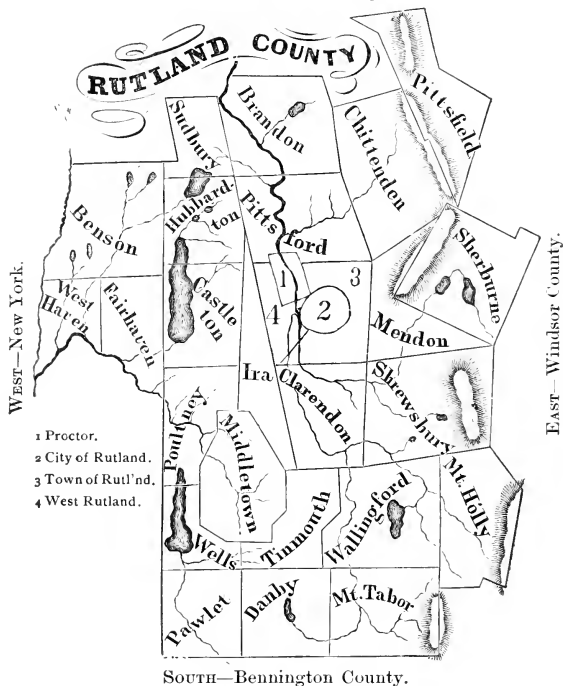 RUTLAND COUNTY
Pittsfield
Sudbury
Brandon
Chittenden
Hubbard-
ton
Pitts
ford
Benson
Sherburne
West
Haven
Fairhaven
Castle
ton
1
2
3
4
Mendon
WEST—New York.
EAST—Windsor County.
Ira
Clarendon
Shrewsbury
Poultney
Middletown
1 Proctor.
2 City of Rutland.
3 Town of Rutl'nd.
4 West Rutland.
Mt. Holly
Wallingford
Tinmouth
Wells
Pawlet
Danby
Mt. Tabor
SOUTH—Bennington County.